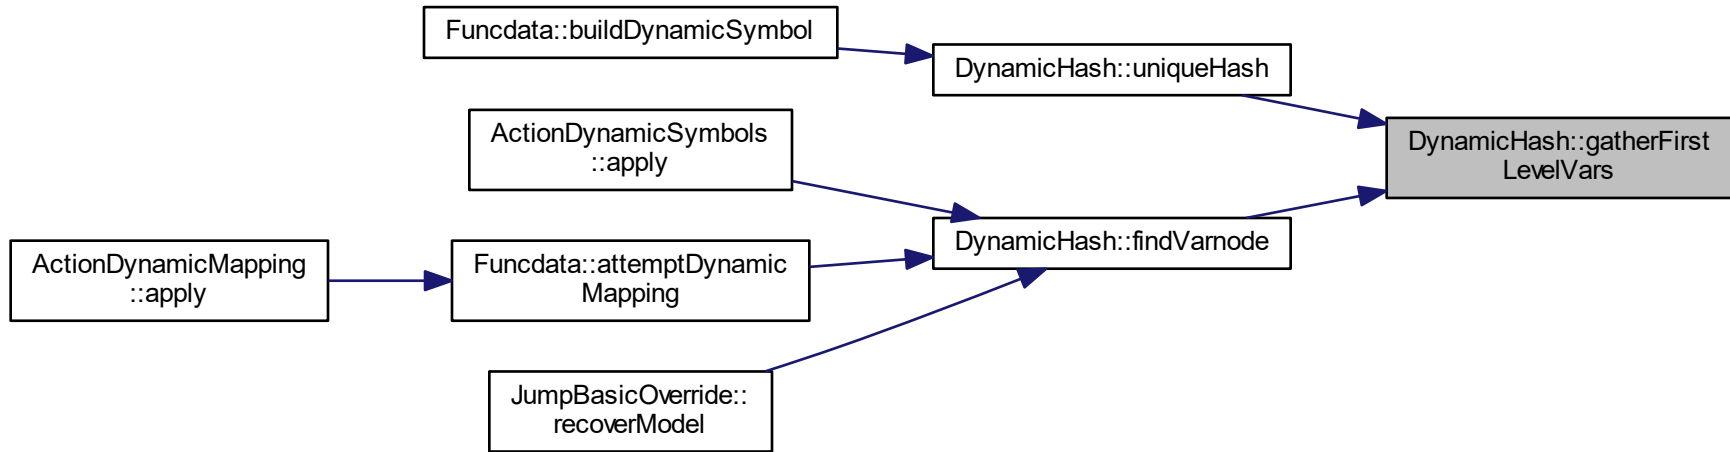 Funcdata::buildDynamicSymbol
DynamicHash::uniqueHash
ActionDynamicSymbols
::apply
DynamicHash::gatherFirst
LevelVars
DynamicHash::findVarnode
ActionDynamicMapping
::apply
Funcdata::attemptDynamic
Mapping
JumpBasicOverride::
recoverModel